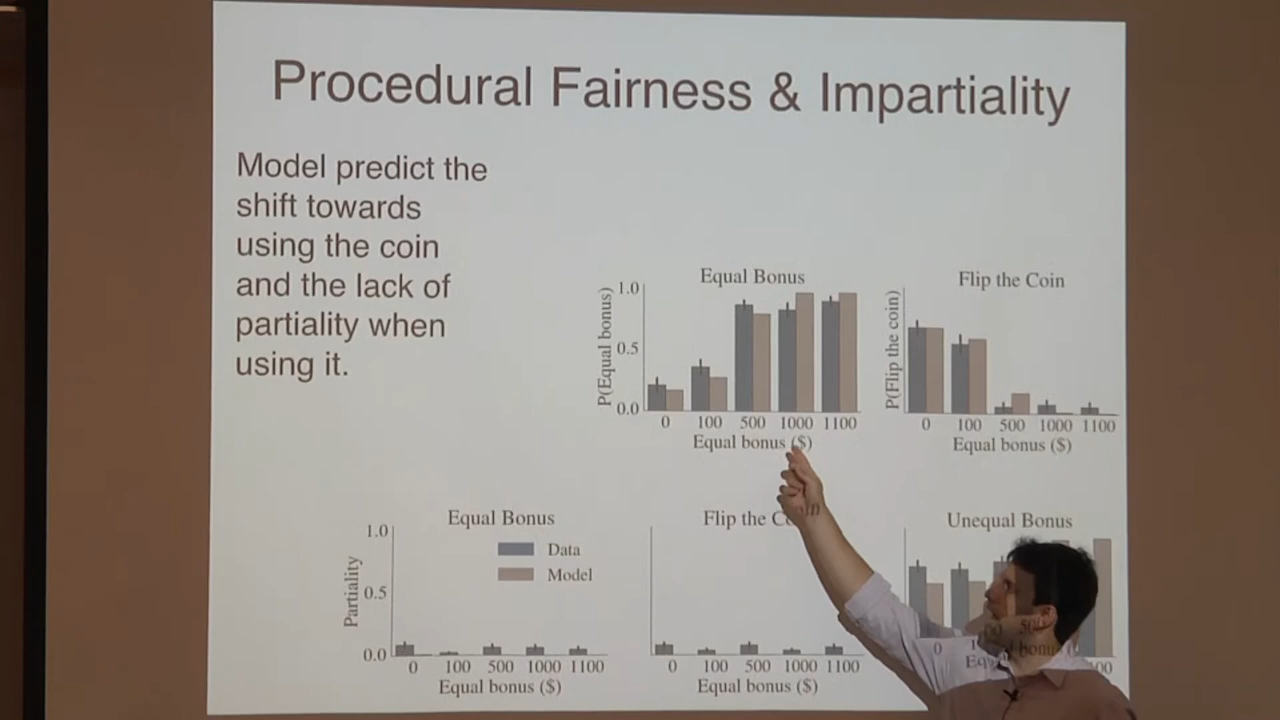 Procedural Fairness & Impartiality
Model predict the
shift towards
using the coin
and the lack of
partiality when
using it.
Equal Bonus
P(Equal bonus)
1.0
0.5
0.0
0 100 500 1000 1100
Equal bonus ($)
Flip the Coin
P(Flip the coin)
0 100 500 1000 1100
Equal bonus ($)
Equal Bonus
Partiality
1.0
0.5
0.0
Data
Model
0 100 500 1000 1100
Equal bonus ($)
Flip the Coin
0 100 500 1000 1100
Equal bonus ($)
Unequal Bonus
0